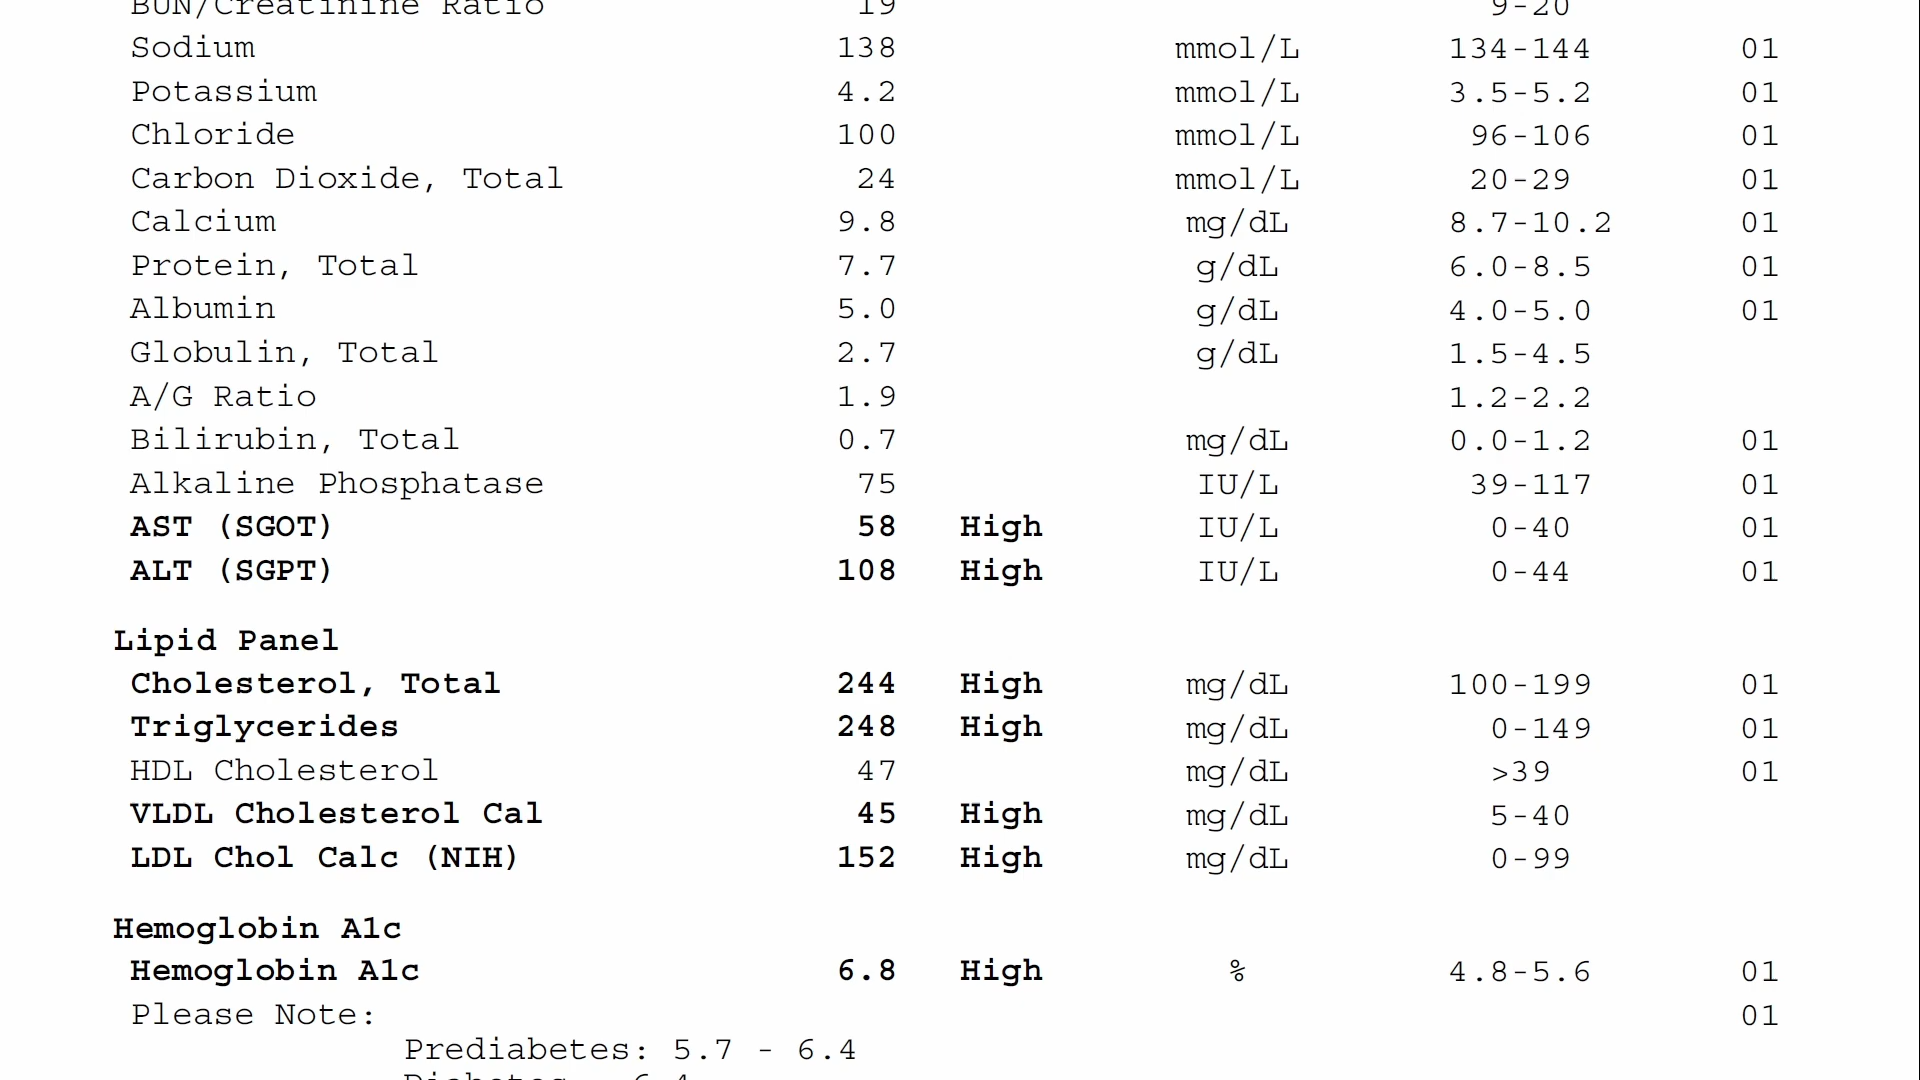 BUN/Creatinine Ratio 19 9-20
Sodium 138 mmol/L 134-144 01
Potassium 4.2 mmol/L 3.5-5.2 01
Chloride 100 mmol/L 96-106 01
Carbon Dioxide, Total 24 mmol/L 20-29 01
Calcium 9.8 mg/dL 8.7-10.2 01
Protein, Total 7.7 g/dL 6.0-8.5 01
Albumin 5.0 g/dL 4.0-5.0 01
Globulin, Total 2.7 g/dL 1.5-4.5
A/G Ratio 1.9 1.2-2.2
Bilirubin, Total 0.7 mg/dL 0.0-1.2 01
Alkaline Phosphatase 75 IU/L 39-117 01
AST (SGOT) 58 High IU/L 0-40 01
ALT (SGPT) 108 High IU/L 0-44 01
Lipid Panel
Cholesterol, Total 244 High mg/dL 100-199 01
Triglycerides 248 High mg/dL 0-149 01
HDL Cholesterol 47 mg/dL >39 01
VLDL Cholesterol Cal 45 High mg/dL 5-40
LDL Chol Calc (NIH) 152 High mg/dL 0-99
Hemoglobin A1c
Hemoglobin A1c 6.8 High % 4.8-5.6 01
Please Note: 01
Prediabetes: 5.7 - 6.4